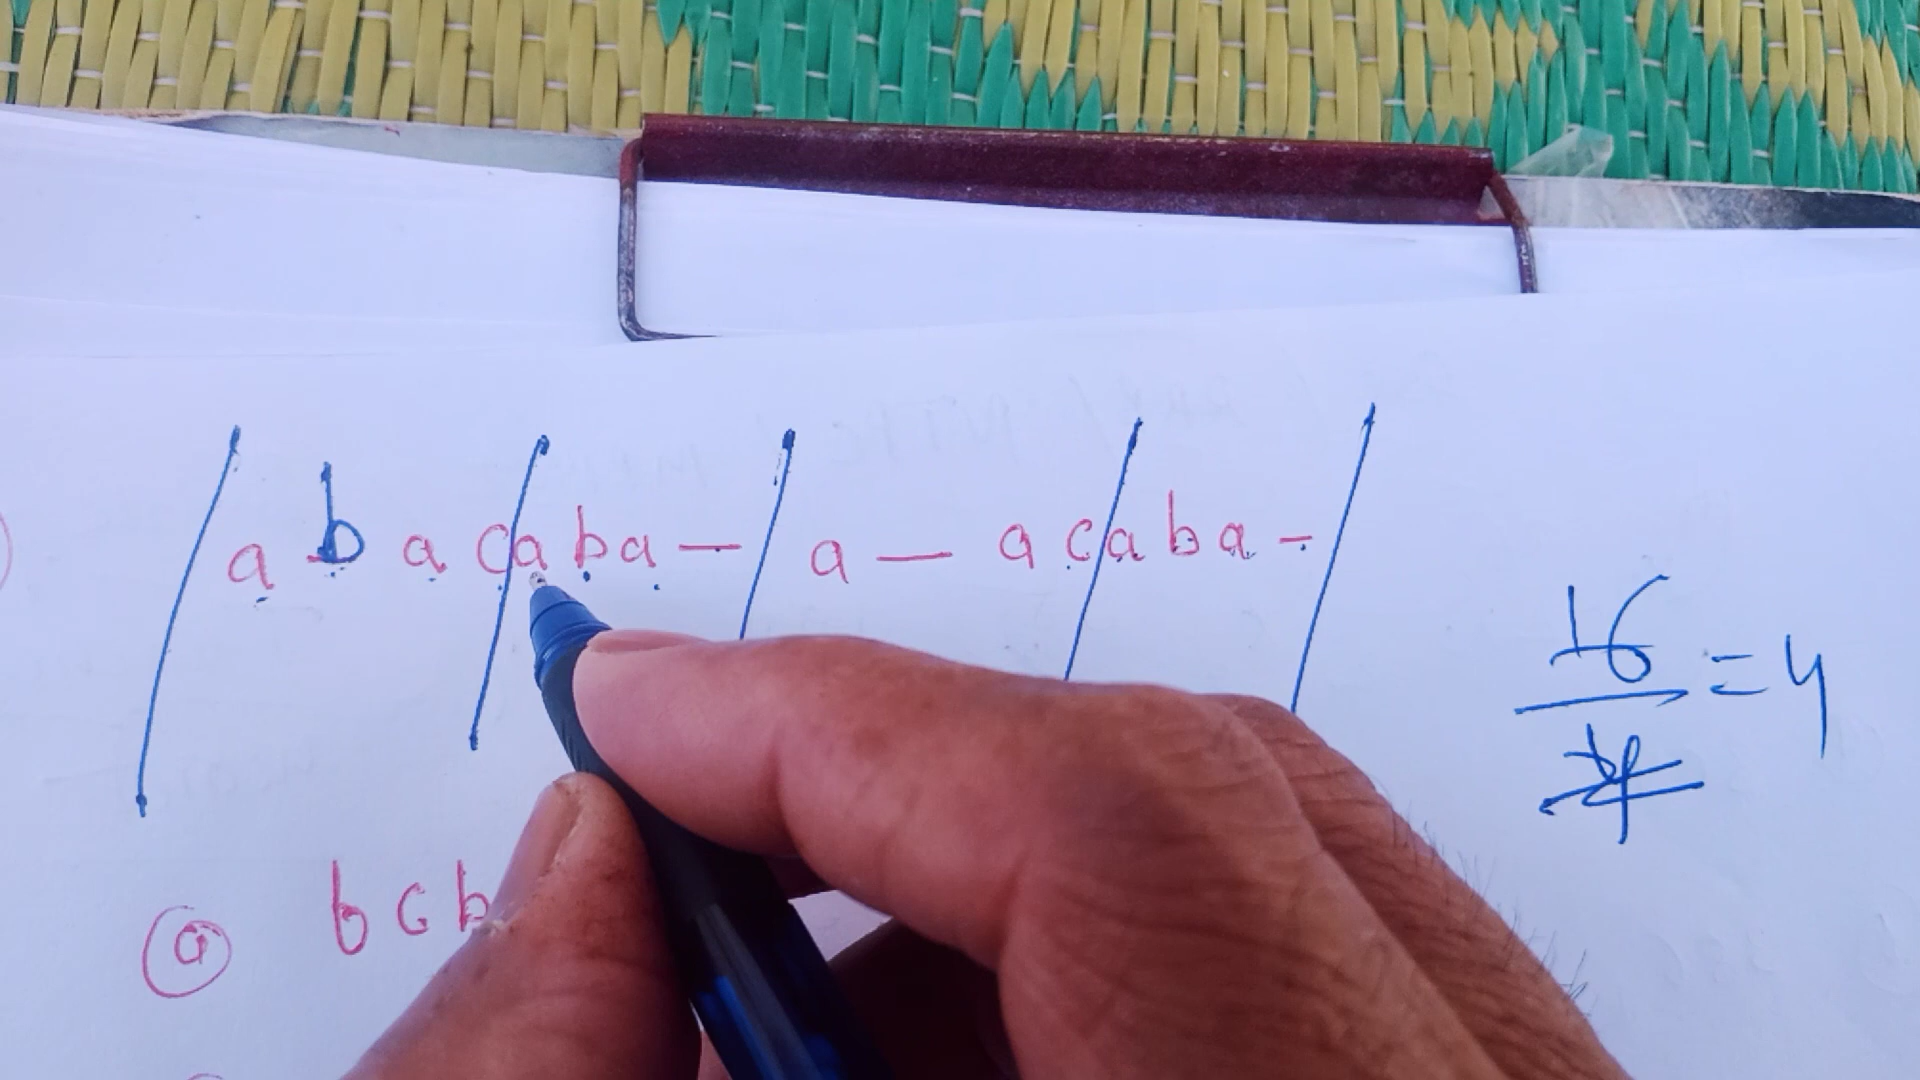 / a b a c / a b a — / a — a c / a b a - /
16
— = 4
4
ⓐ b c b